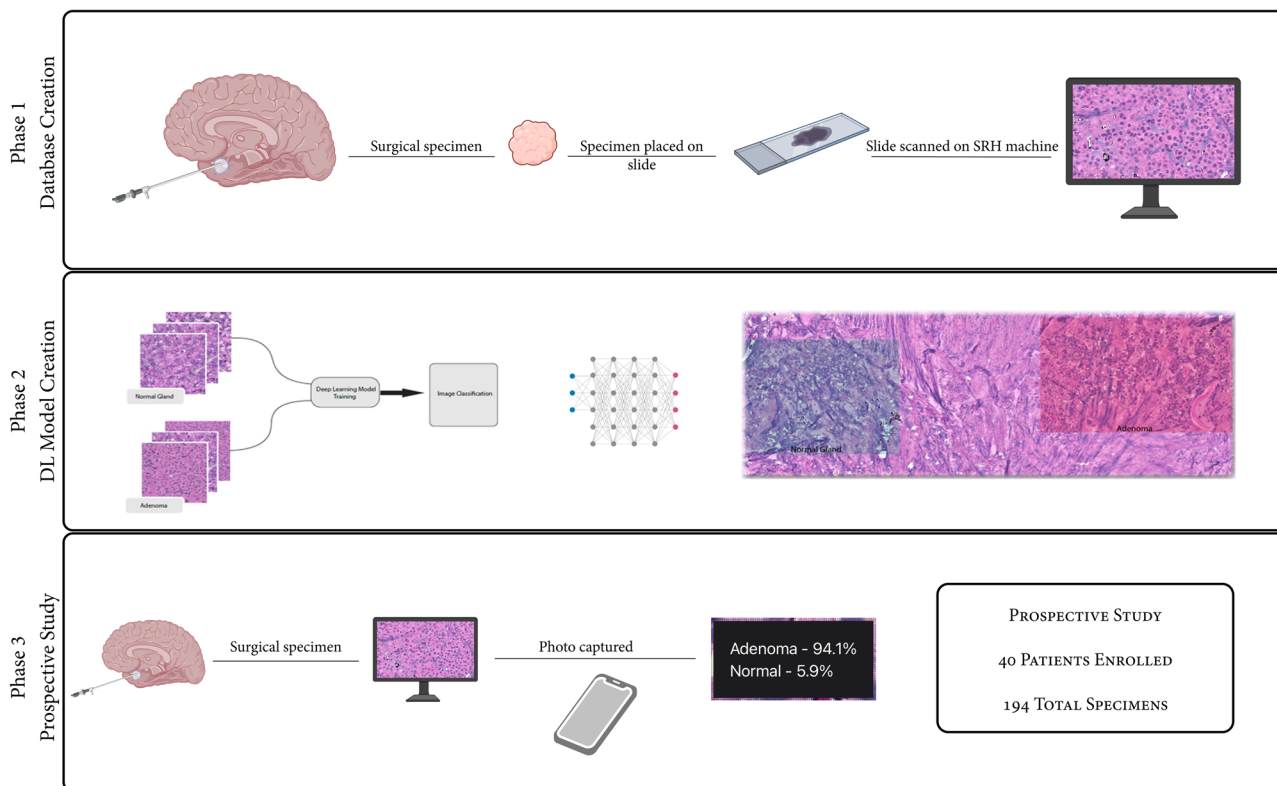 Phase 1
Database Creation
Surgical specimen
Specimen placed on
slide
Slide scanned on SRH machine
Phase 2
DL Model Creation
Normal Gland
Adenoma
Deep Learning Model
Training
Image Classification
Normal Gland
Adenoma
Phase 3
Prospective Study
Surgical specimen
Photo captured
Adenoma - 94.1%
Normal - 5.9%
Prospective Study
40 Patients Enrolled
194 Total Specimens